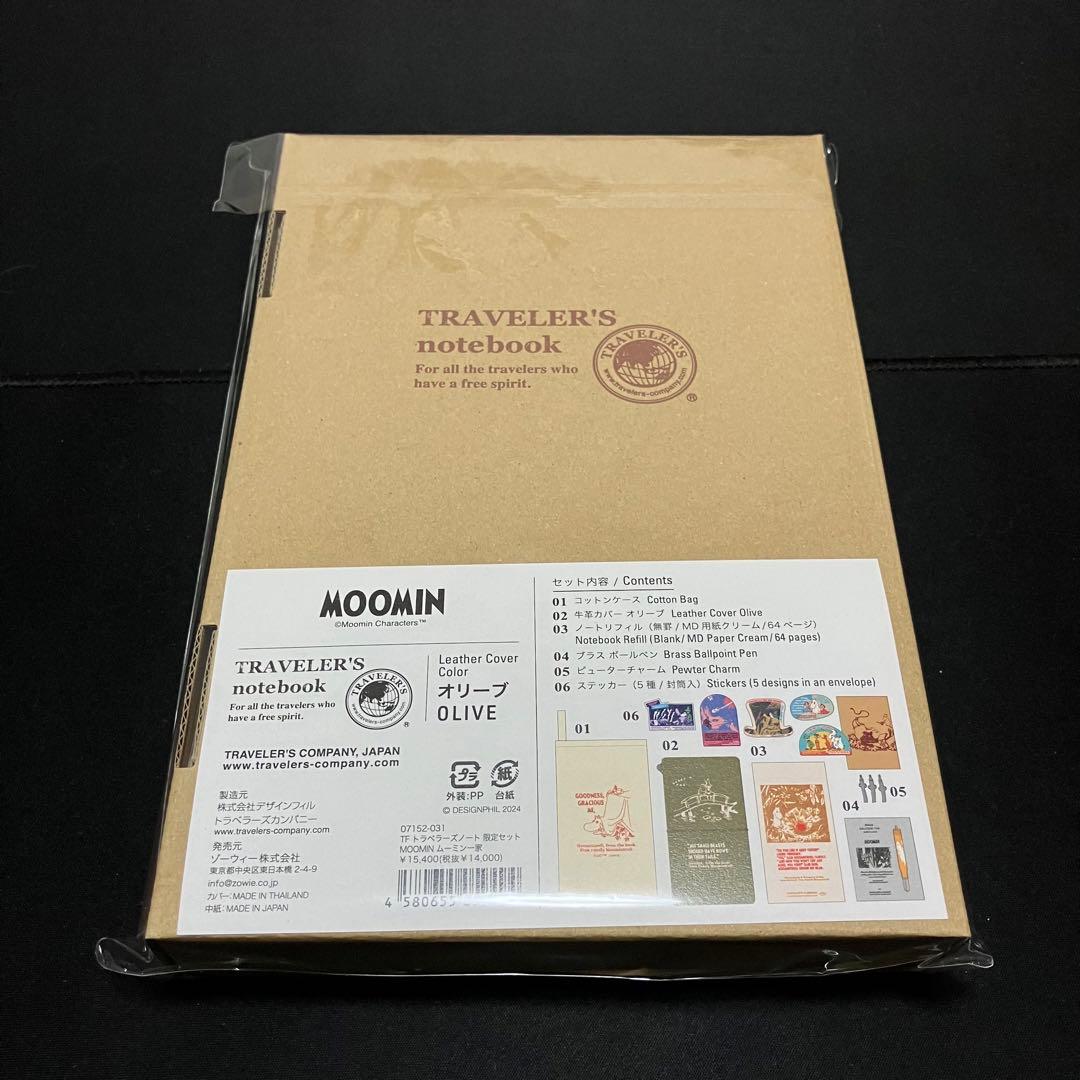 TRAVELER'S
notebook
For all the travelers who
have a free spirit.
TRAVELER'S
www.travelers-company.com
®
MOOMIN
©Moomin Characters™
TRAVELER'S
notebook
For all the travelers who
have a free spirit.
TRAVELER'S
®
Leather Cover
Color
オリーブ
OLIVE
TRAVELER'S COMPANY, JAPAN
www.travelers-company.com
製造元
株式会社デザインフィル
トラベラーズカンパニー
www.travelers-company.com
発売元
ゾーウィー株式会社
東京都中央区東日本橋 2-4-9
info@zowie.co.jp
カバー：MADE IN THAILAND
中紙：MADE IN JAPAN
プラ 紙
外装：PP 台紙
© DESIGNPHIL 2024
07152-031
TF トラベラーズノート 限定セット
MOOMIN ムーミン一家
¥15,400(税抜¥14,000)
4 580655
セット内容 / Contents
01 コットンケース Cotton Bag
02 牛革カバー オリーブ Leather Cover Olive
03 ノートリフィル（無罫/MD用紙クリーム/64ページ）
Notebook Refill (Blank/MD Paper Cream/64 pages)
04 ブラス ボールペン Brass Ballpoint Pen
05 ピューターチャーム Pewter Charm
06 ステッカー（5種/封筒入）Stickers (5 designs in an envelope)
01
06
02
03
04
05
GOODNESS,
GRACIOUS
ME,